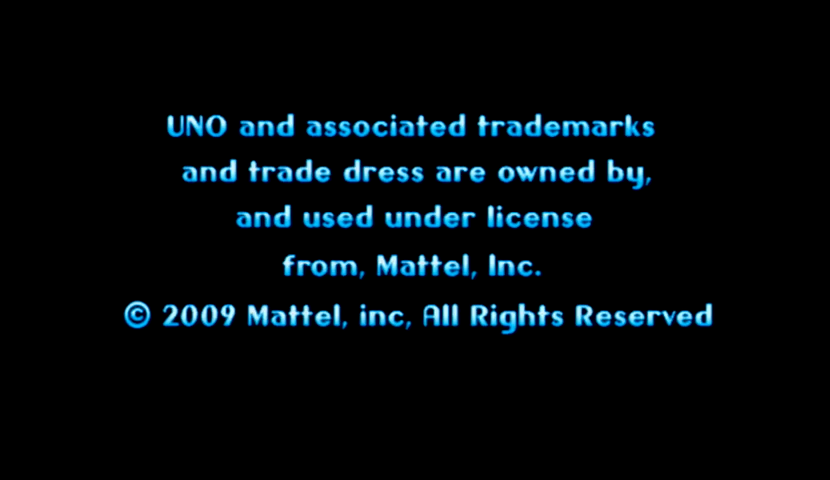 UNO and associated trademarks
and trade dress are owned by,
and used under license
from, Mattel, Inc.
© 2009 Mattel, inc, All Rights Reserved